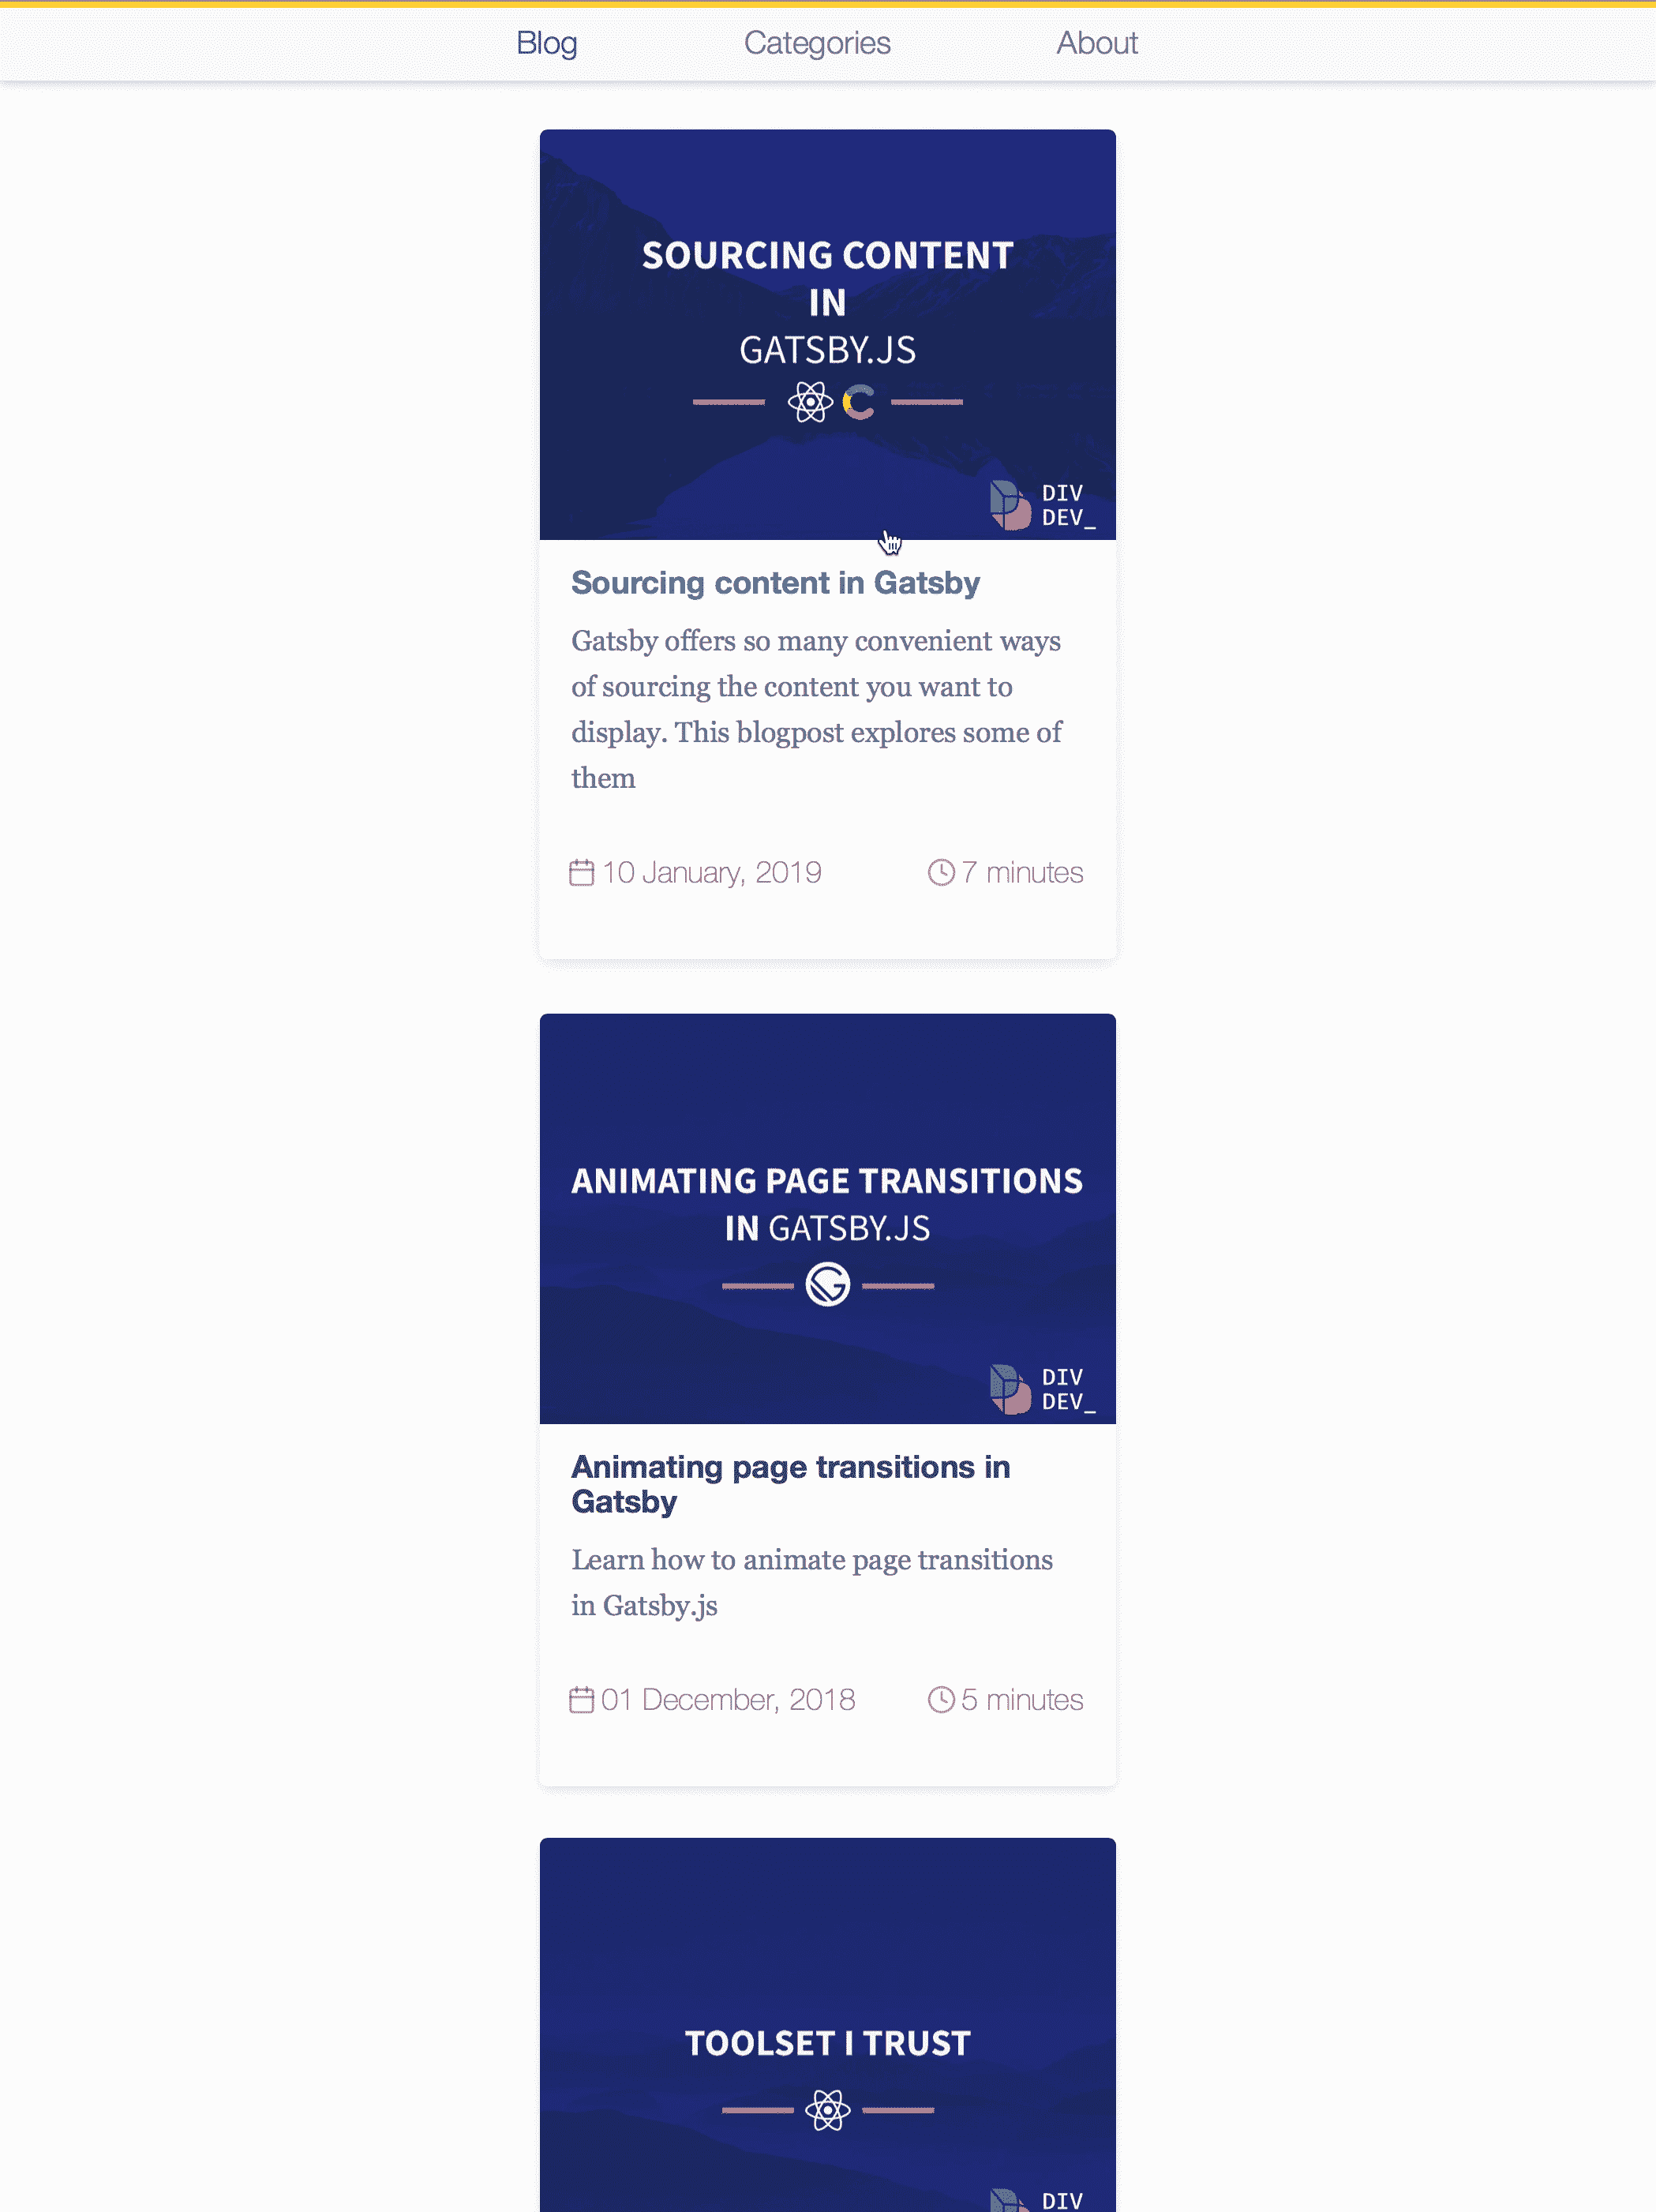 Blog Categories About
SOURCING CONTENT
IN
GATSBY.JS
DIV
DEV_
Sourcing content in Gatsby
Gatsby offers so many convenient ways
of sourcing the content you want to
display. This blogpost explores some of
them
10 January, 2019 7 minutes
ANIMATING PAGE TRANSITIONS
IN GATSBY.JS
DIV
DEV_
Animating page transitions in
Gatsby
Learn how to animate page transitions
in Gatsby.js
01 December, 2018 5 minutes
TOOLSET I TRUST
DIV